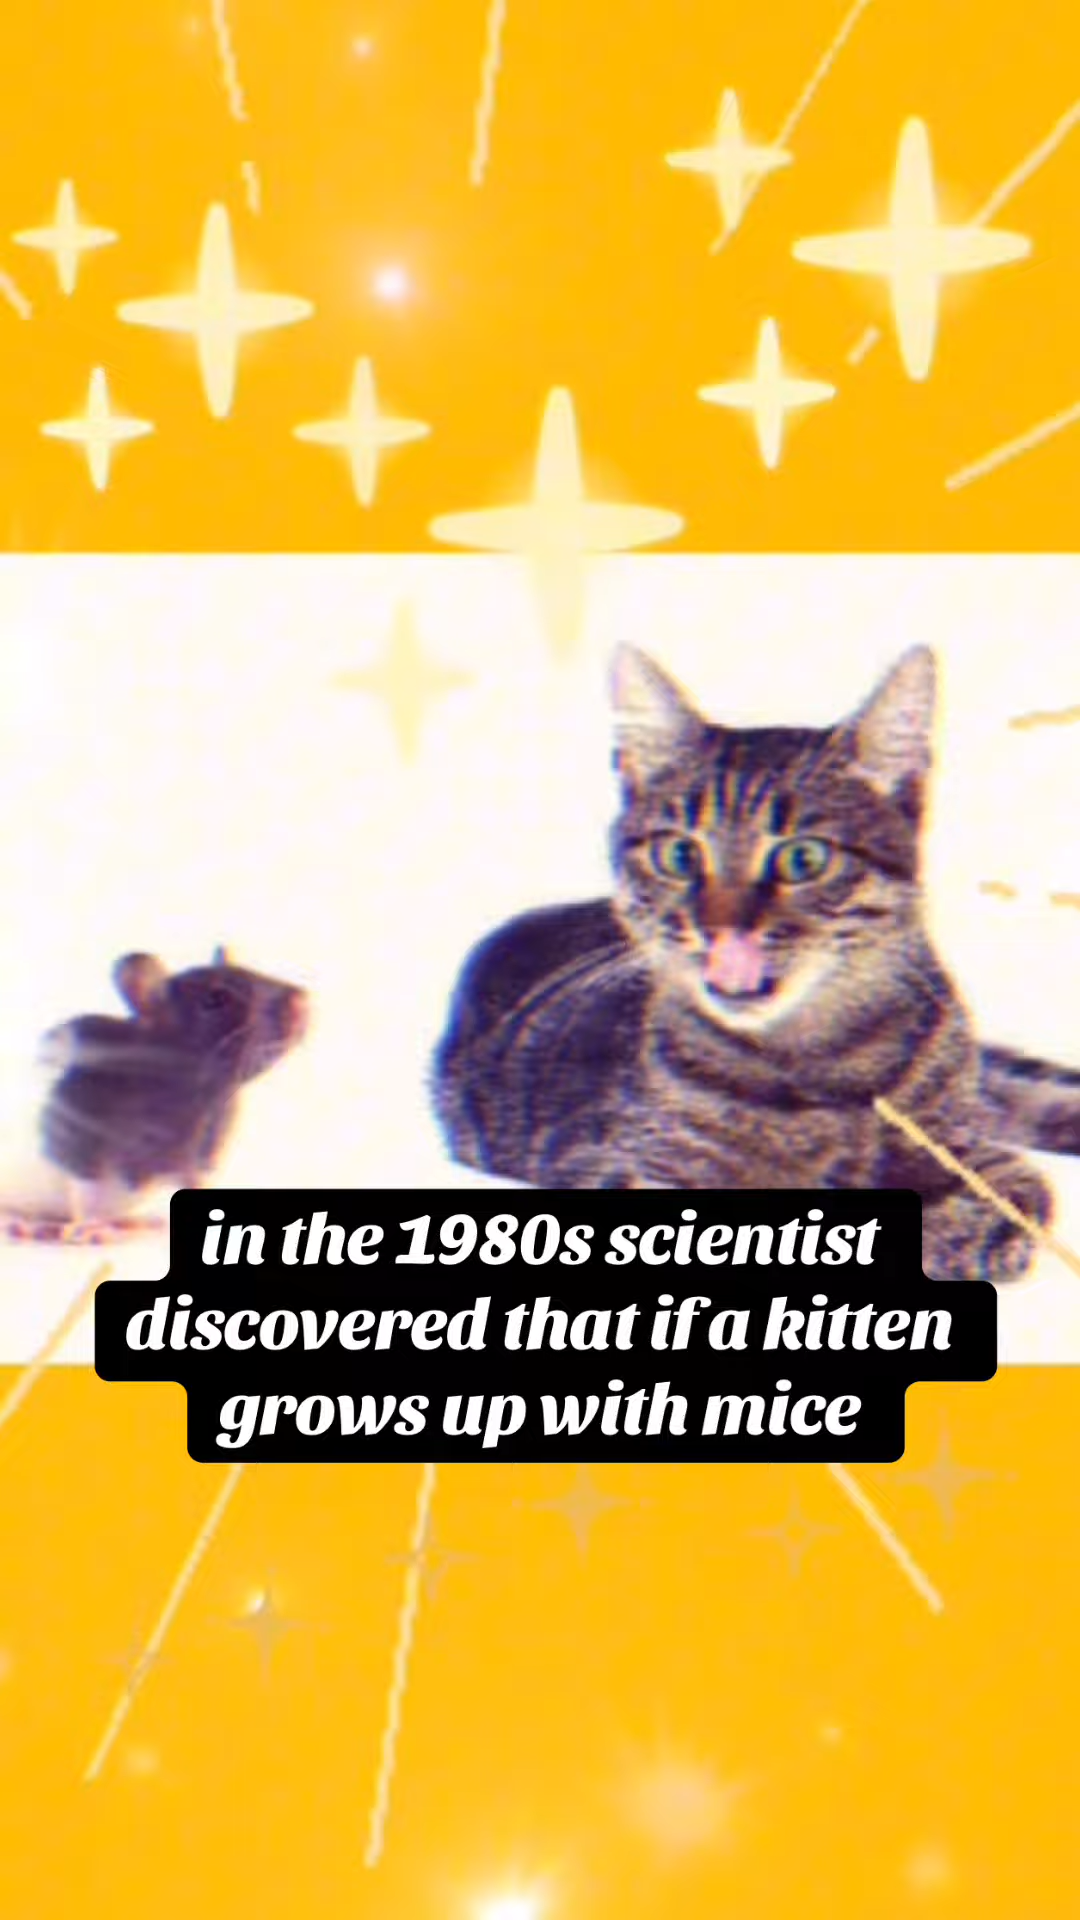 in the 1980s scientist
discovered that if a kitten
grows up with mice